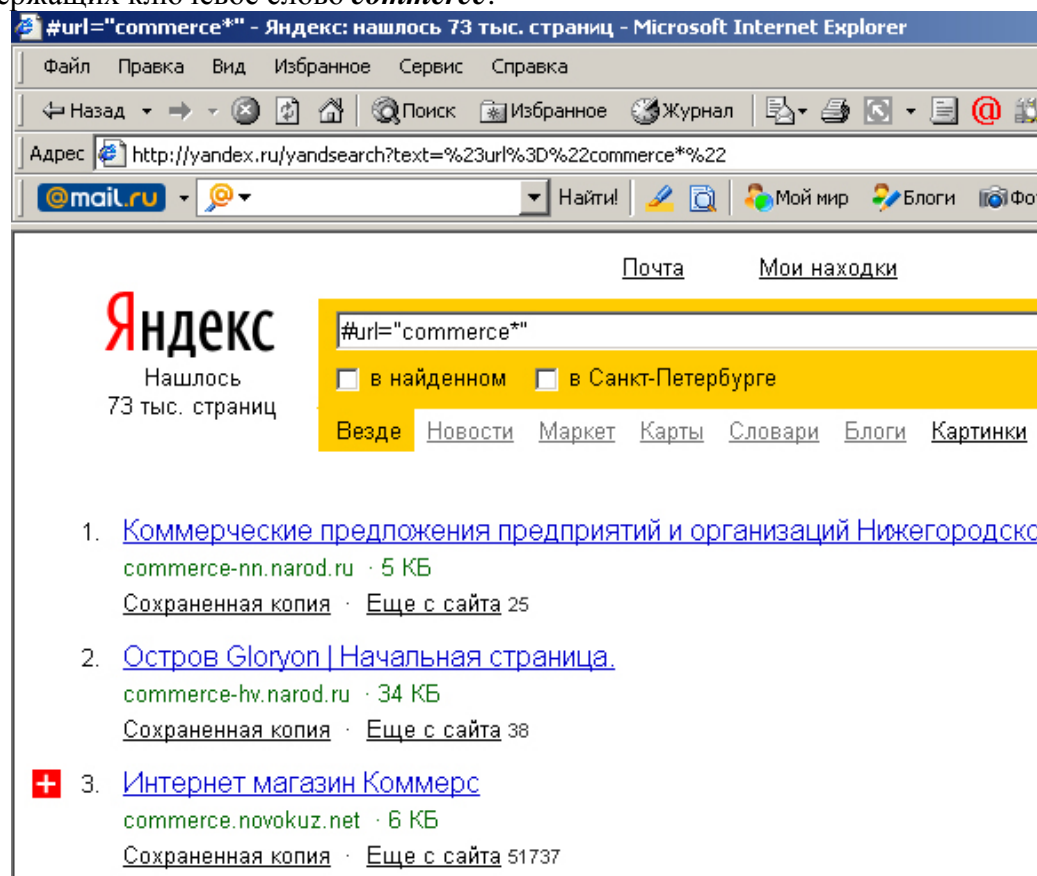 ключевое слово commerce.
#url="commerce*" - Яндекс: нашлось 73 тыс. страниц - Microsoft Internet Explorer
Файл Правка Вид Избранное Сервис Справка
Назад Поиск Избранное Журнал
Адрес http://yandex.ru/yandsearch?text=%23url%3D%22commerce*%22
@mail.ru Найти! Мой мир Блоги
Почта Мои находки
Яндекс
#url="commerce*"
Нашлось
73 тыс. страниц
в найденном в Санкт-Петербурге
Везде Новости Маркет Карты Словари Блоги Картинки
1. Коммерческие предложения предприятий и организаций Нижегородско
commerce-nn.narod.ru · 5 КБ
Сохраненная копия · Еще с сайта 25
2. Остров Gloryon | Начальная страница.
commerce-hv.narod.ru · 34 КБ
Сохраненная копия · Еще с сайта 38
3. Интернет магазин Коммерс
commerce.novokuz.net · 6 КБ
Сохраненная копия · Еще с сайта 51737